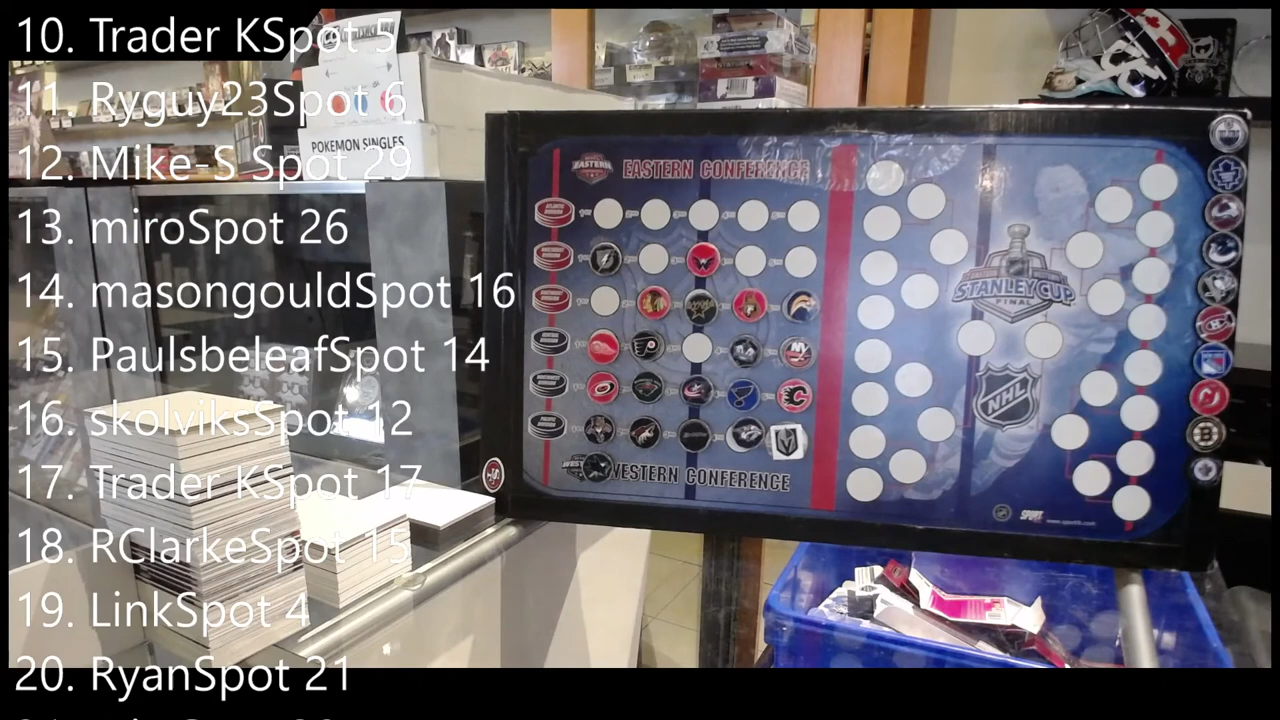 10. Trader KSpot 5
11. Ryguy23Spot 6
12. Mike-S Spot 29
13. miroSpot 26
14. masongouldSpot 16
15. PaulsbeleafSpot 14
16. skolviksSpot 12
17. Trader KSpot 17
18. RClarkeSpot 15
19. LinkSpot 4
20. RyanSpot 21
POKEMON SINGLES
EASTERN
EASTERN CONFERENCE
STANLEY CUP
FINAL
NHL
WESTERN CONFERENCE